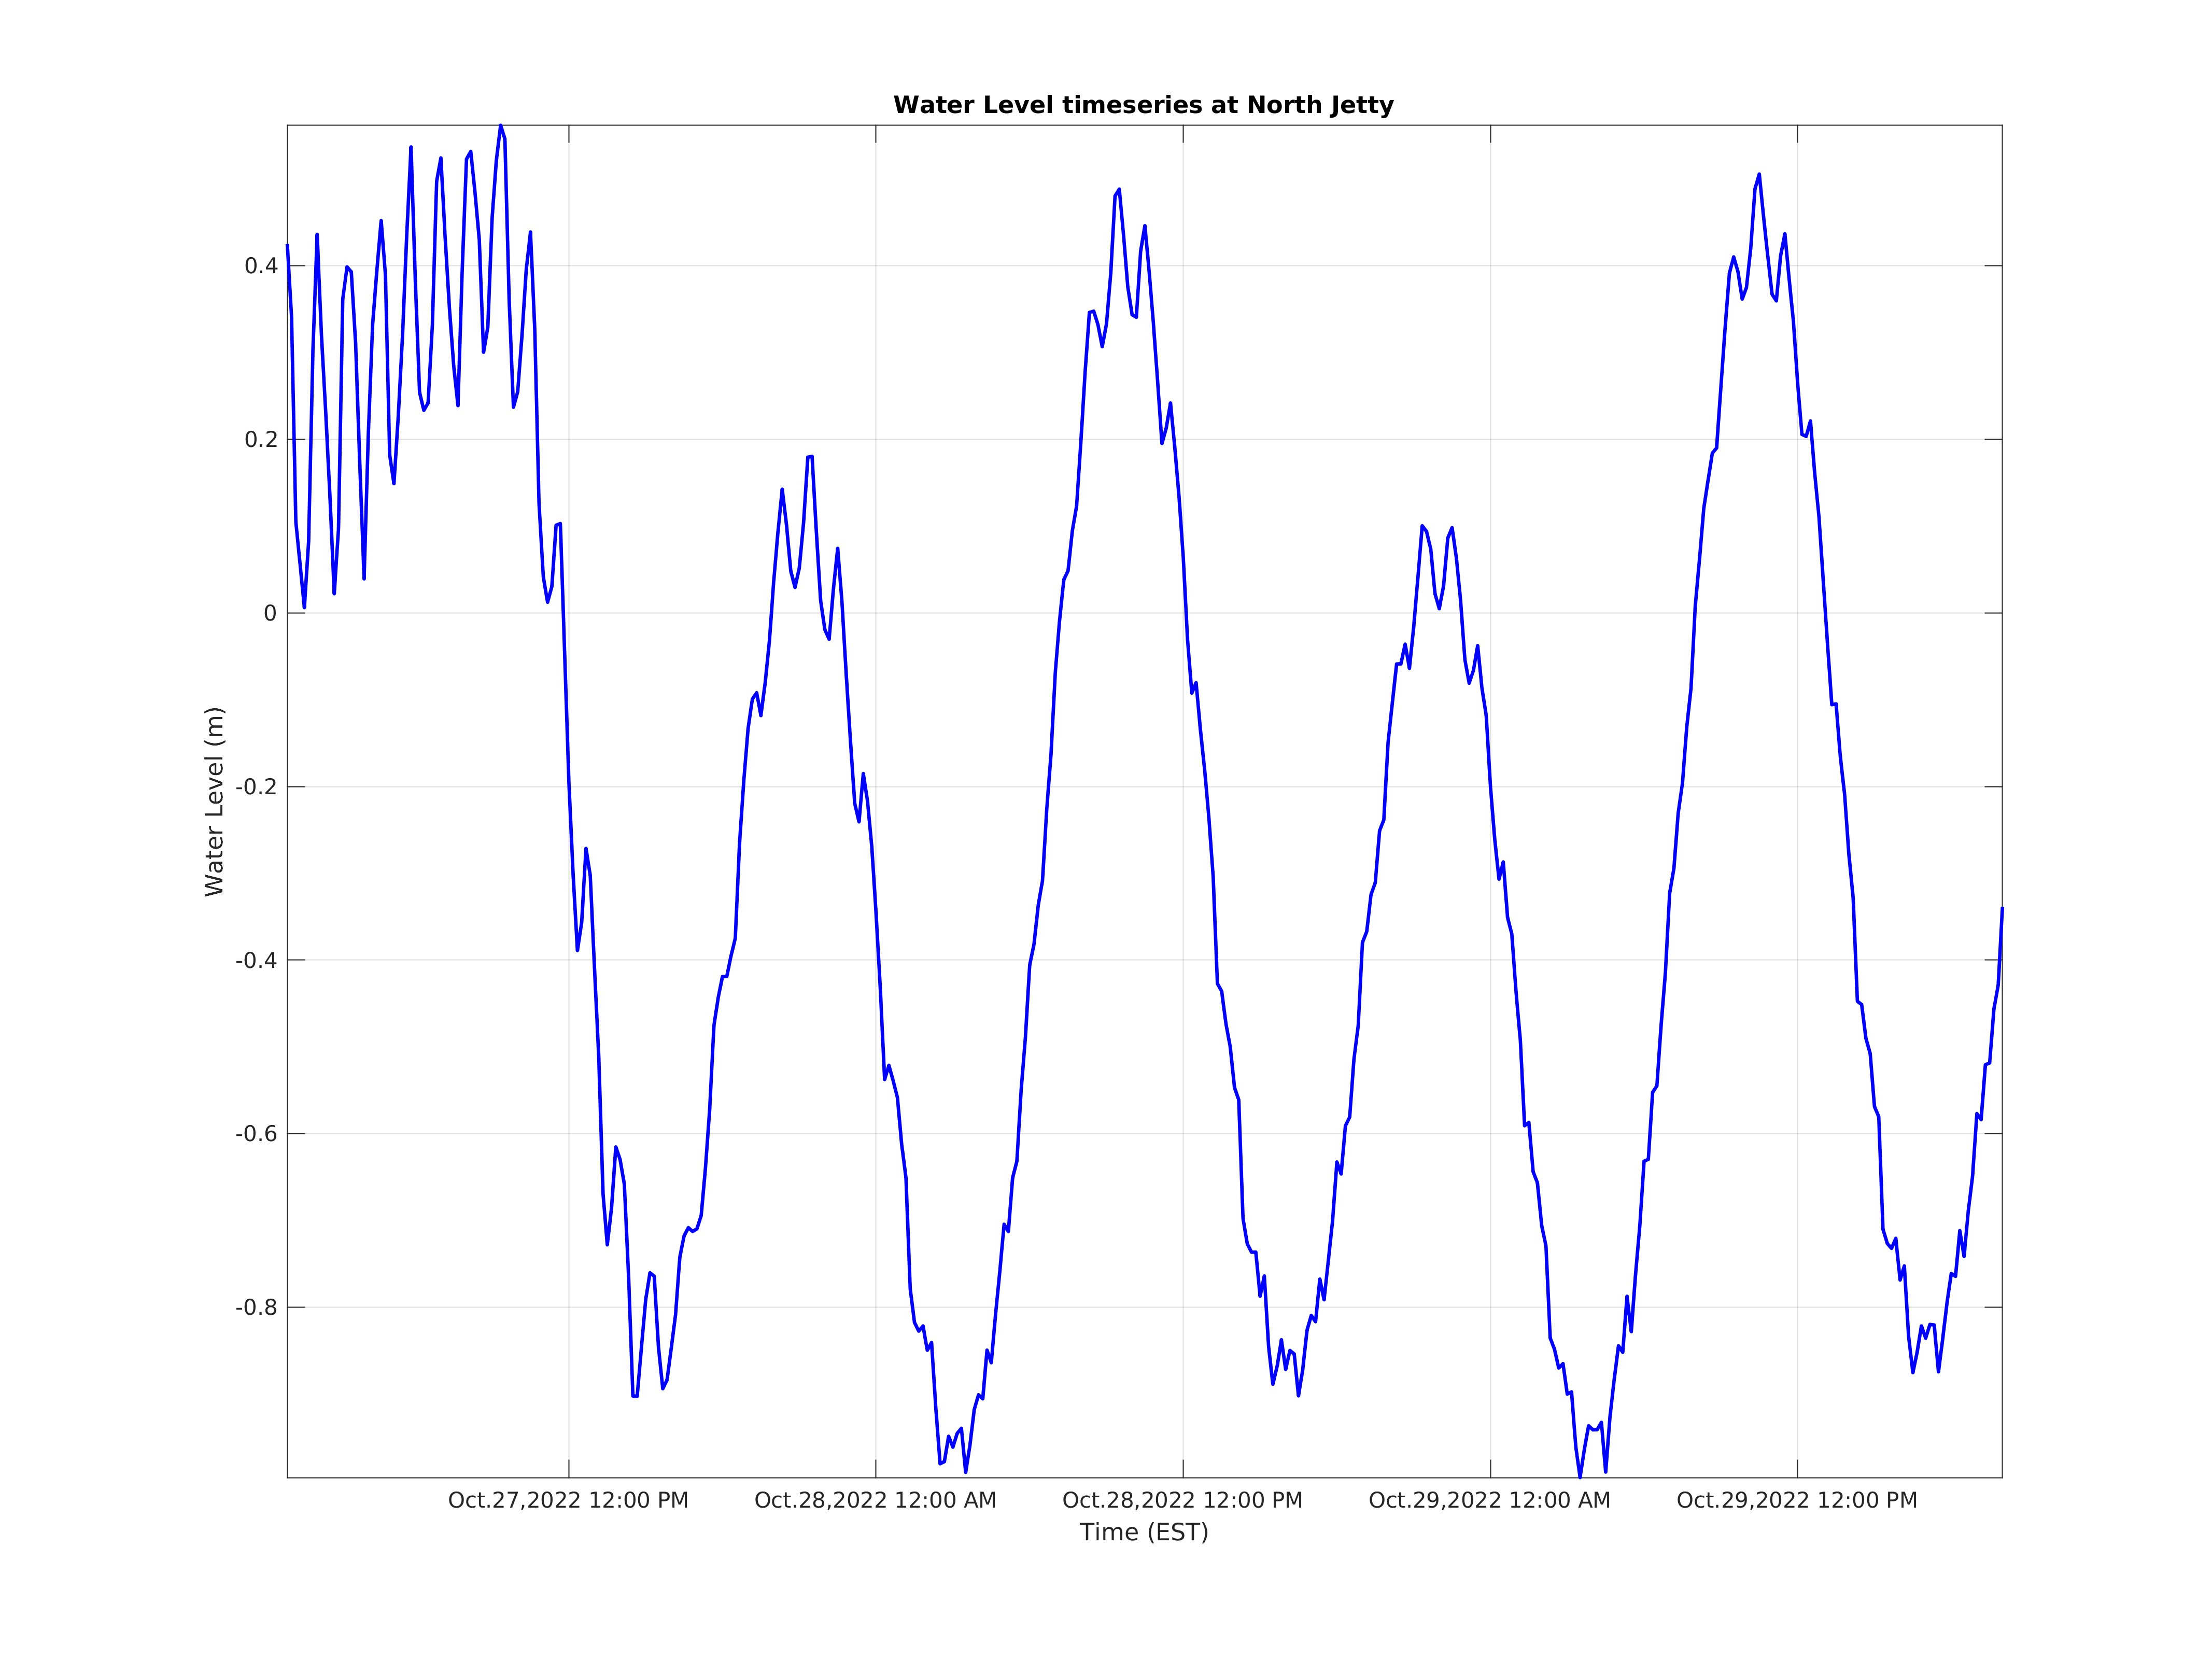 Water Level timeseries at North Jetty
0.4
0.2
0
-0.2
-0.4
-0.6
-0.8
Water Level (m)
Oct.27,2022 12:00 PM
Oct.28,2022 12:00 AM
Oct.28,2022 12:00 PM
Oct.29,2022 12:00 AM
Oct.29,2022 12:00 PM
Time (EST)